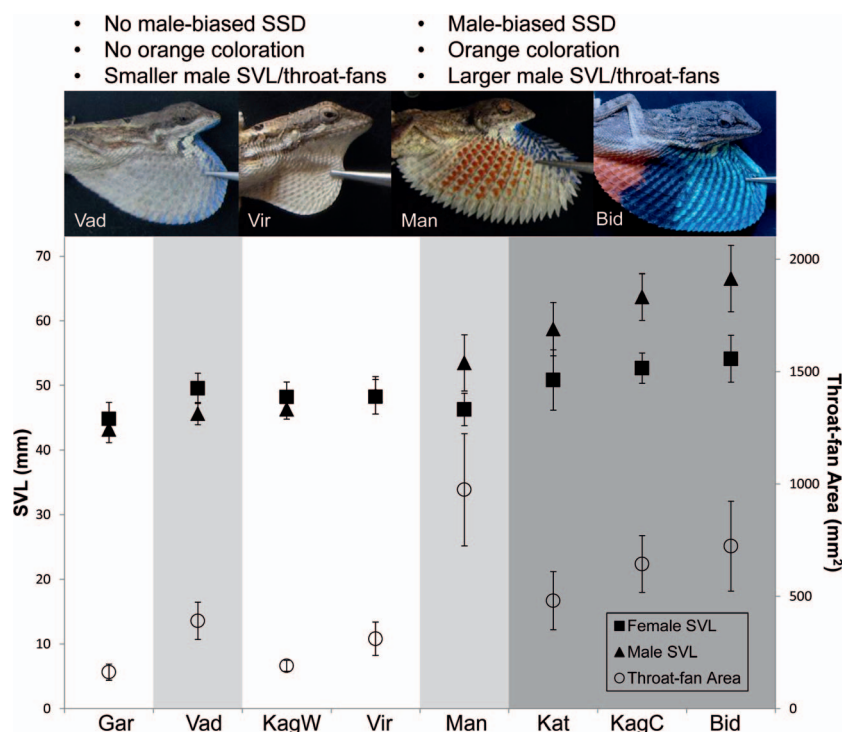 • No male-biased SSD
• No orange coloration
• Smaller male SVL/throat-fans
• Male-biased SSD
• Orange coloration
• Larger male SVL/throat-fans
Vad
Vir
Man
Bid
SVL (mm)
70
60
50
40
30
20
10
0
2000
1500
1000
500
0
Throat-fan Area (mm²)
Female SVL
Male SVL
Throat-fan Area
Gar Vad KagW Vir Man Kat KagC Bid